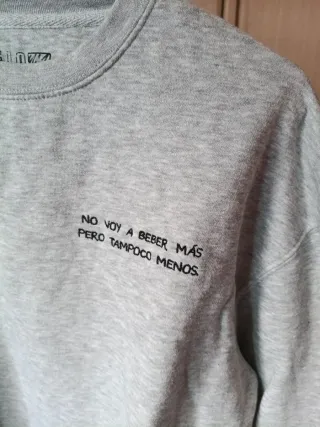 NO VOY A BEBER MÁS
PERO TAMPOCO MENOS.